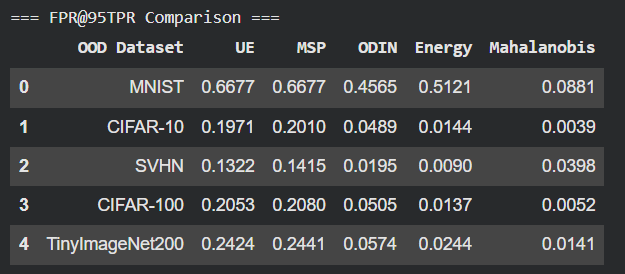 === FPR@95TPR Comparison ===
OOD Dataset UE MSP ODIN Energy Mahalanobis
0 MNIST 0.6677 0.6677 0.4565 0.5121 0.0881
1 CIFAR-10 0.1971 0.2010 0.0489 0.0144 0.0039
2 SVHN 0.1322 0.1415 0.0195 0.0090 0.0398
3 CIFAR-100 0.2053 0.2080 0.0505 0.0137 0.0052
4 TinyImageNet200 0.2424 0.2441 0.0574 0.0244 0.0141